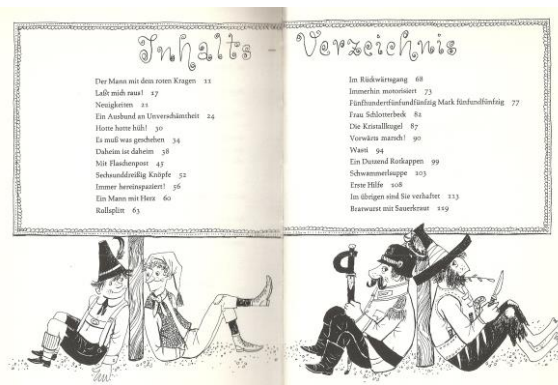 Inhalts-Verzeichnis
Der Mann mit dem roten Kragen 11
Laßt mich raus! 17
Neuigkeiten 21
Ein Ausbund an Unverschämtheit 24
Hotte hotte hüh! 30
Es muß was geschehen 34
Daheim ist daheim 38
Mit Flaschenpost 45
Sechsunddreißig Knöpfe 52
Immer hereinspaziert! 56
Ein Mann mit Herz 60
Rollsplitt 63
Im Rückwärtsgang 68
Immerhin motorisiert 73
Fünfhundertfünfundfünfzig Mark fünfundfünfzig 77
Frau Schlotterbeck 82
Die Kristallkugel 87
Vorwärts marsch! 90
Wasti 94
Ein Dutzend Rotkappen 99
Schwammerlsuppe 103
Erste Hilfe 108
Im übrigen sind Sie verhaftet 113
Bratwurst mit Sauerkraut 119